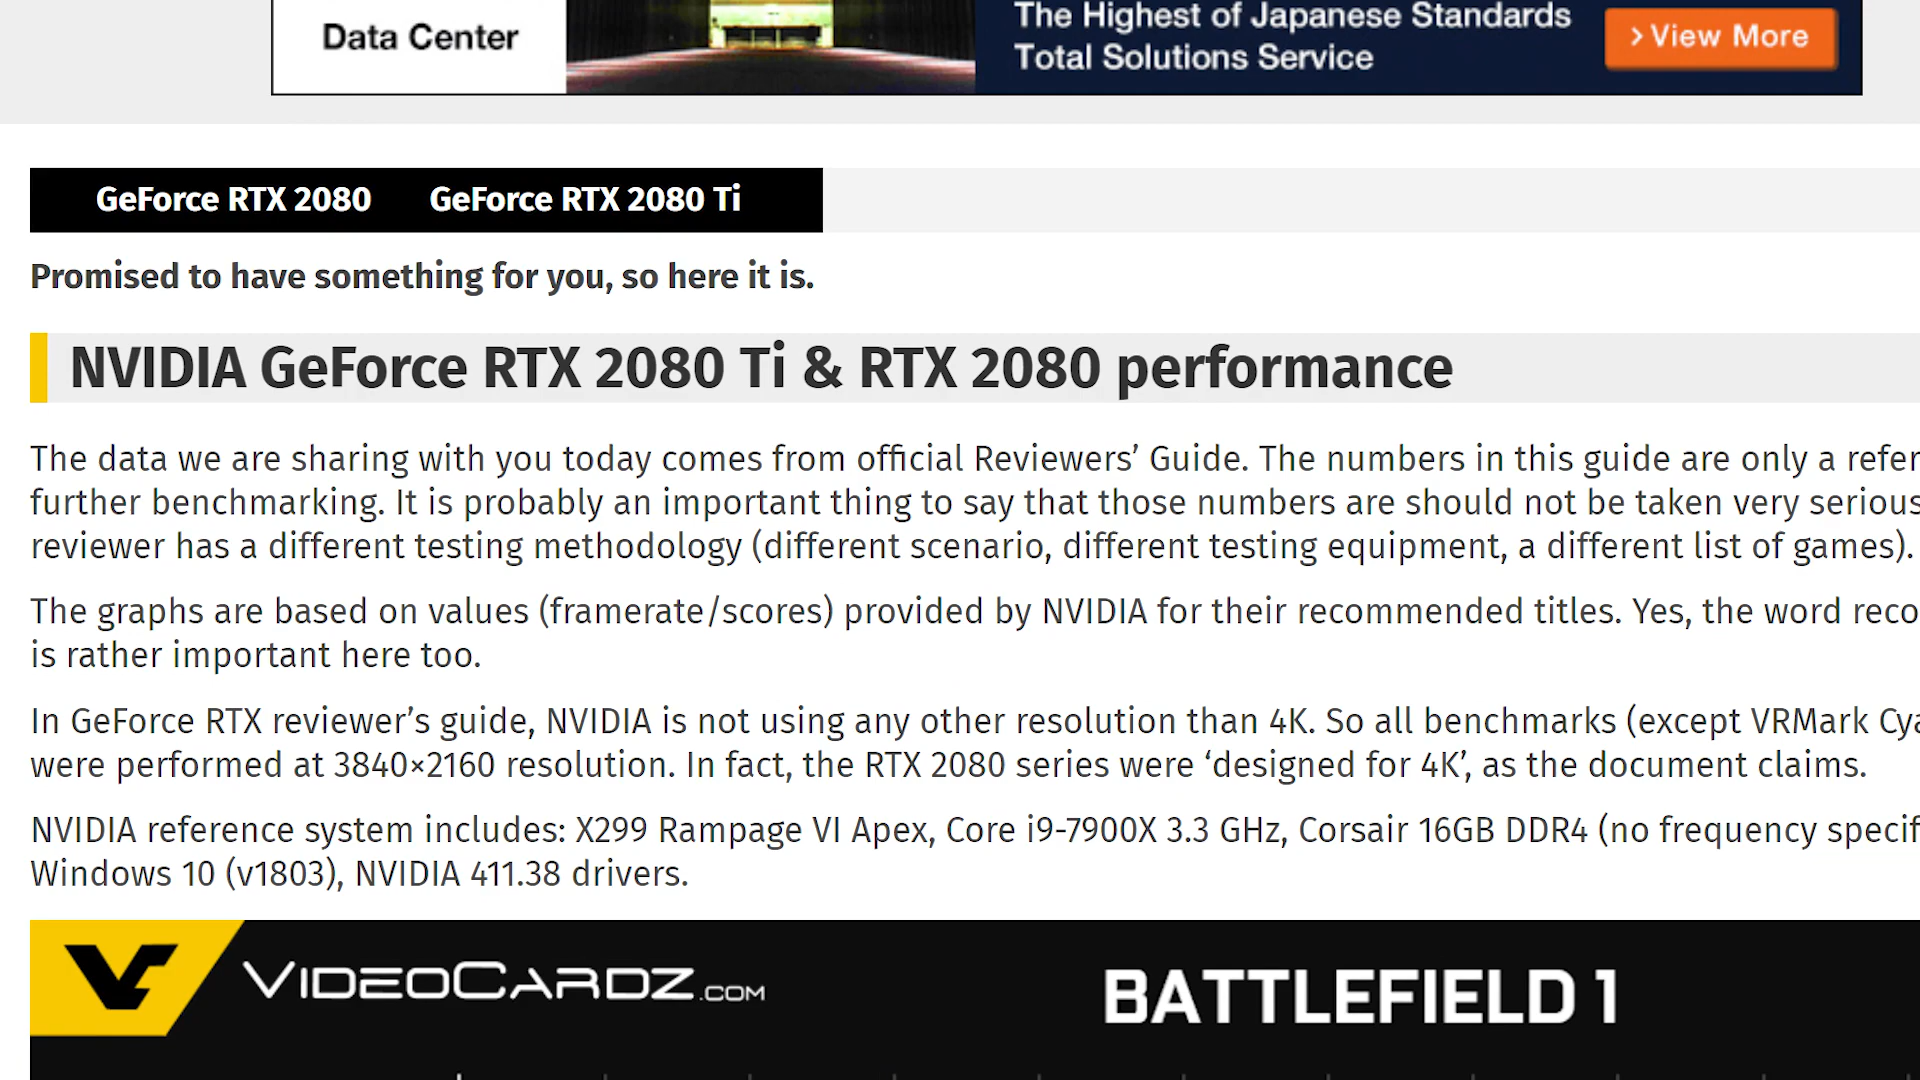 Data Center
The Highest of Japanese Standards
Total Solutions Service
> View More
GeForce RTX 2080 GeForce RTX 2080 Ti
Promised to have something for you, so here it is.
NVIDIA GeForce RTX 2080 Ti & RTX 2080 performance
The data we are sharing with you today comes from official Reviewers’ Guide. The numbers in this guide are only a refer
further benchmarking. It is probably an important thing to say that those numbers are should not be taken very serious
reviewer has a different testing methodology (different scenario, different testing equipment, a different list of games).
The graphs are based on values (framerate/scores) provided by NVIDIA for their recommended titles. Yes, the word reco
is rather important here too.
In GeForce RTX reviewer’s guide, NVIDIA is not using any other resolution than 4K. So all benchmarks (except VRMark Cya
were performed at 3840×2160 resolution. In fact, the RTX 2080 series were ‘designed for 4K’, as the document claims.
NVIDIA reference system includes: X299 Rampage VI Apex, Core i9-7900X 3.3 GHz, Corsair 16GB DDR4 (no frequency specif
Windows 10 (v1803), NVIDIA 411.38 drivers.
VIDEOCARDZ.COM
BATTLEFIELD 1